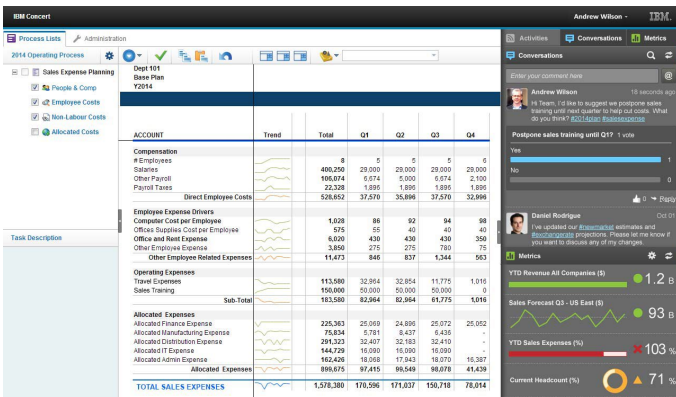 IBM Concert
Andrew Wilson
IBM.
Process Lists
Administration
Activities
Conversations
Metrics
2014 Operating Process
Conversations
Sales Expense Planning
People & Comp
Employee Costs
Non-Labour Costs
Allocated Costs
Task Description
Dept 101
Base Plan
Y2014
ACCOUNT Trend Total Q1 Q2 Q3 Q4
Compensation
# Employees 8 5 5 5 6
Salaries 400,250 29,000 29,000 29,000 29,000
Other Payroll 106,074 6,674 5,000 6,674 2,100
Payroll Taxes 22,328 1,896 1,896 1,896 1,896
Direct Employee Costs 528,652 37,570 35,896 37,570 32,996
Employee Expense Drivers
Computer Cost per Employee 1,028 86 92 94 98
Offices Supplies Cost per Employee 575 55 40 40 40
Office and Rent Expense 6,020 430 430 430 350
Other Employee Expense 3,850 275 275 780 75
Other Employee Related Expenses 11,473 846 837 1,344 563
Operating Expenses
Travel Expenses 113,580 32,964 32,854 11,775 1,016
Sales Training 150,000 50,000 50,000 50,000 0
Sub-Total 183,580 82,964 82,964 61,775 1,016
Allocated Expenses
Allocated Finance Expense 225,363 25,069 24,896 25,072 25,052
Allocated Manufacturing Expense 75,834 5,781 8,437 6,436 -
Allocated Distribution Expense 291,323 32,407 32,183 32,410 -
Allocated IT Expense 144,729 16,090 16,090 16,090 -
Allocated Admin Expense 162,426 18,068 17,943 18,070 16,387
Allocated Expenses 899,675 97,415 99,549 98,078 41,439
TOTAL SALES EXPENSES 1,578,380 170,596 171,037 150,718 78,014
Enter your comment here @
Andrew Wilson 18 seconds ago
Hi Team, I'd like to suggest we postpone sales
training until next quarter to help cut costs. What
do you think? #2014plan #salesexpense
Postpone sales training until Q1? 1 vote
Yes
1
No
0
0 Reply
Daniel Rodrigue Oct 01
I've updated our #newmarket estimates and
#exchangerate projections. Please let me know if
you want to discuss any of my changes.
Metrics
YTD Revenue All Companies ($)
1.2 B
Sales Forecast Q3 - US East ($)
93 B
YTD Sales Expenses (%)
103 %
Current Headcount (%)
71 %